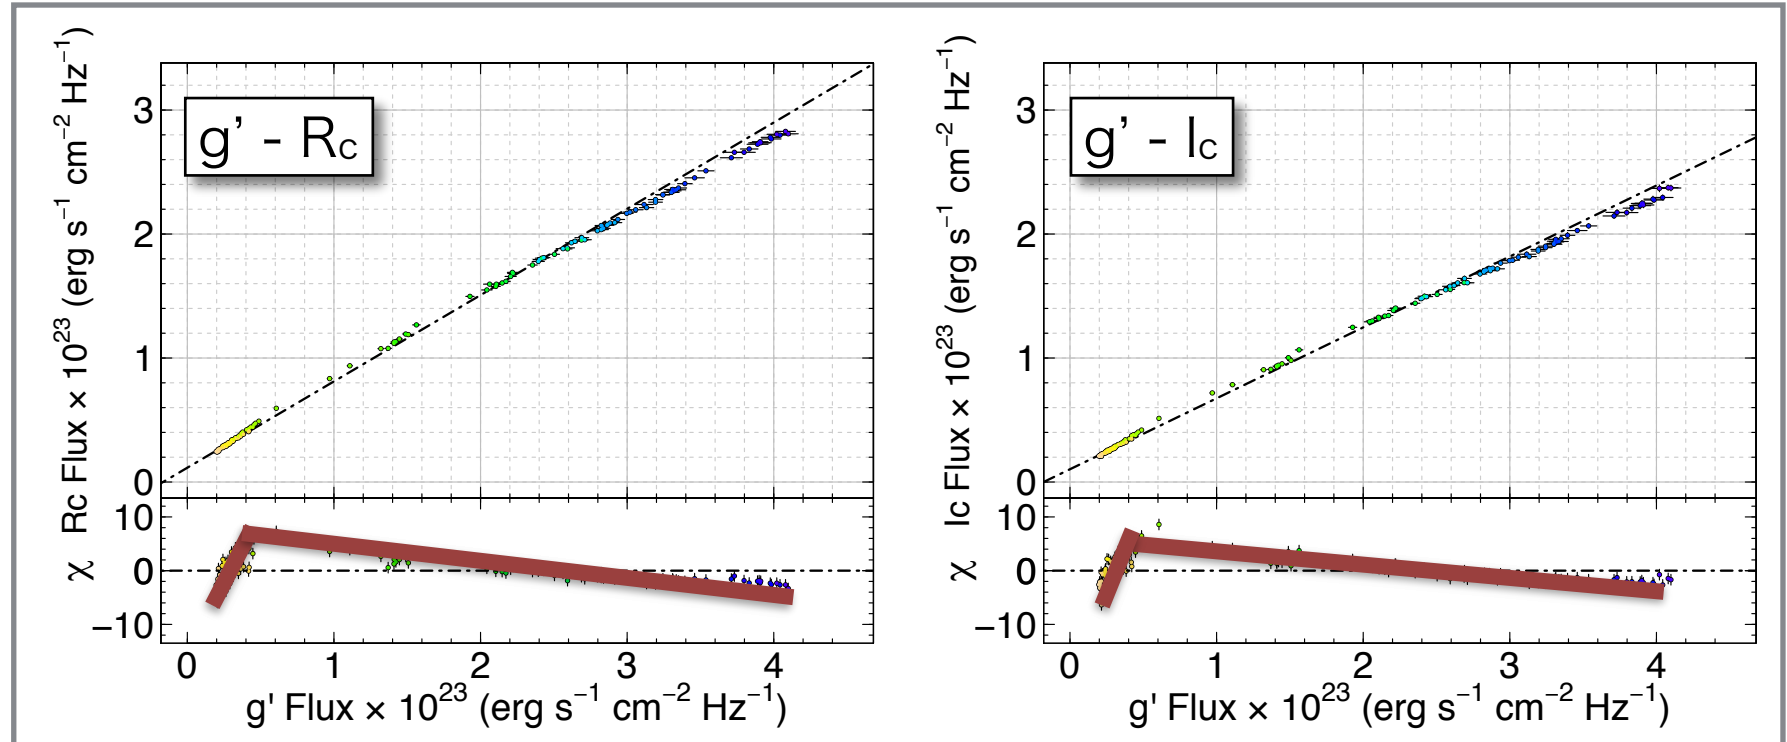 g' - Rc
Rc Flux × 10²³ (erg s⁻¹ cm⁻² Hz⁻¹)
3
2
1
0
χ
10
0
−10
0 1 2 3 4
g' Flux × 10²³ (erg s⁻¹ cm⁻² Hz⁻¹)
g' - Ic
Ic Flux × 10²³ (erg s⁻¹ cm⁻² Hz⁻¹)
3
2
1
0
χ
10
0
−10
0 1 2 3 4
g' Flux × 10²³ (erg s⁻¹ cm⁻² Hz⁻¹)